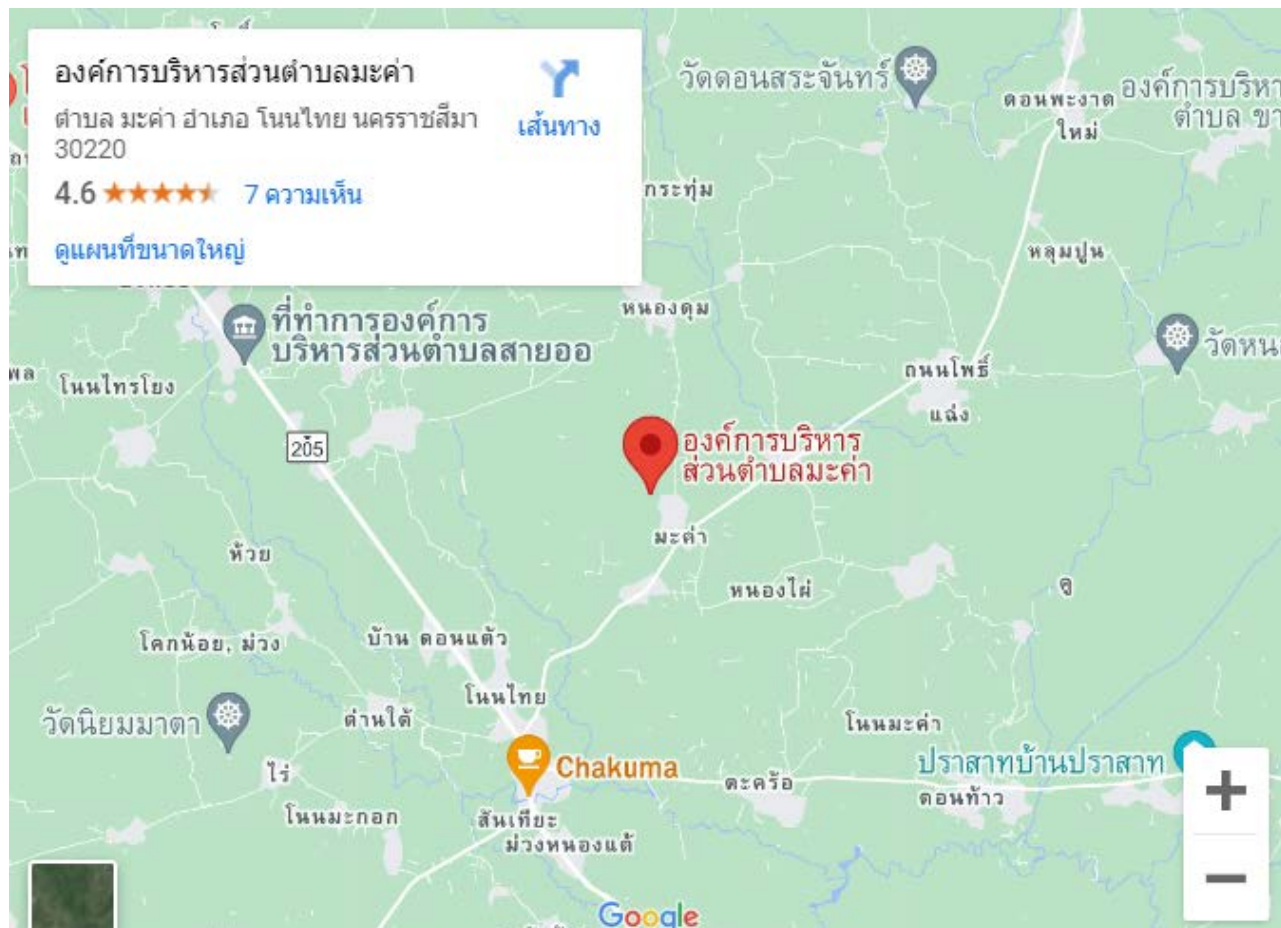 องค์การบริหารส่วนตำบลมะค่า
ตำบล มะค่า อำเภอ โนนไทย นครราชสีมา
30220
เส้นทาง
4.6
7 ความเห็น
ดูแผนที่ขนาดใหญ่
วัดดอนสระจันทร์
ดอนพะงาด
ใหม่
องค์การบริหา
ตำบล ขา
กระทุ่ม
หลุมปูน
หนองดุม
ที่ทำการองค์การ
บริหารส่วนตำบลสายออ
วัดหน
พล
โนนไทรโยง
ถนนโพธิ์
แฉ่ง
205
องค์การบริหาร
ส่วนตำบลมะค่า
มะค่า
ห้วย
หนองไผ่
คู
โคกน้อย, ม่วง
บ้าน ดอนแต้ว
โนนไทย
วัดนิยมมาตา
ด่านใต้
โนนมะค่า
ไร่
Chakuma
ตะคร้อ
ปราสาทบ้านปราสาท
ดอนท้าว
โนนมะกอก
สันเทียะ
ม่วงหนองแต้
+
−
Google